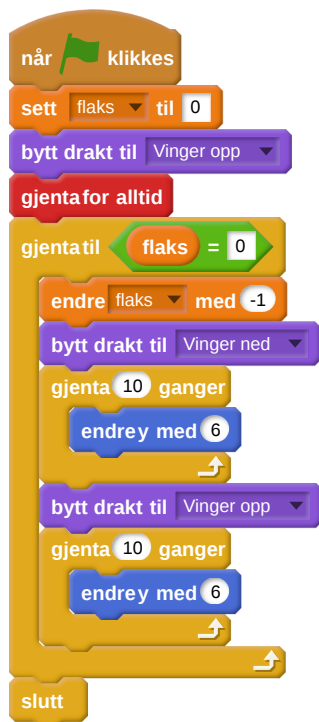 når klikkes
sett flaks til 0
bytt drakt til Vinger opp
gjenta for alltid
gjenta til flaks = 0
endre flaks med -1
bytt drakt til Vinger ned
gjenta 10 ganger
endre y med 6
bytt drakt til Vinger opp
gjenta 10 ganger
endre y med 6
slutt